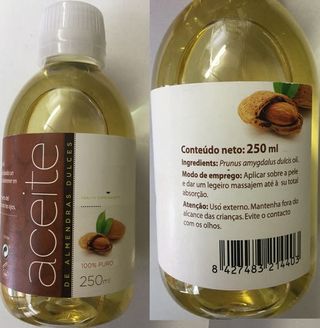 aceite
DE ALMENDRAS DULCES
100% PURO
250ml
Conteúdo neto: 250 ml
Ingredients: Prunus amygdalus dulcis oil.
Modo de emprego: Aplicar sobre a pele
e dar um legeiro massajem até à su total
absorção.
Atenção: Uso externo. Mantenha fora do
alcance das crianças. Evite o contacto
com os olhos.
8 427483 214403